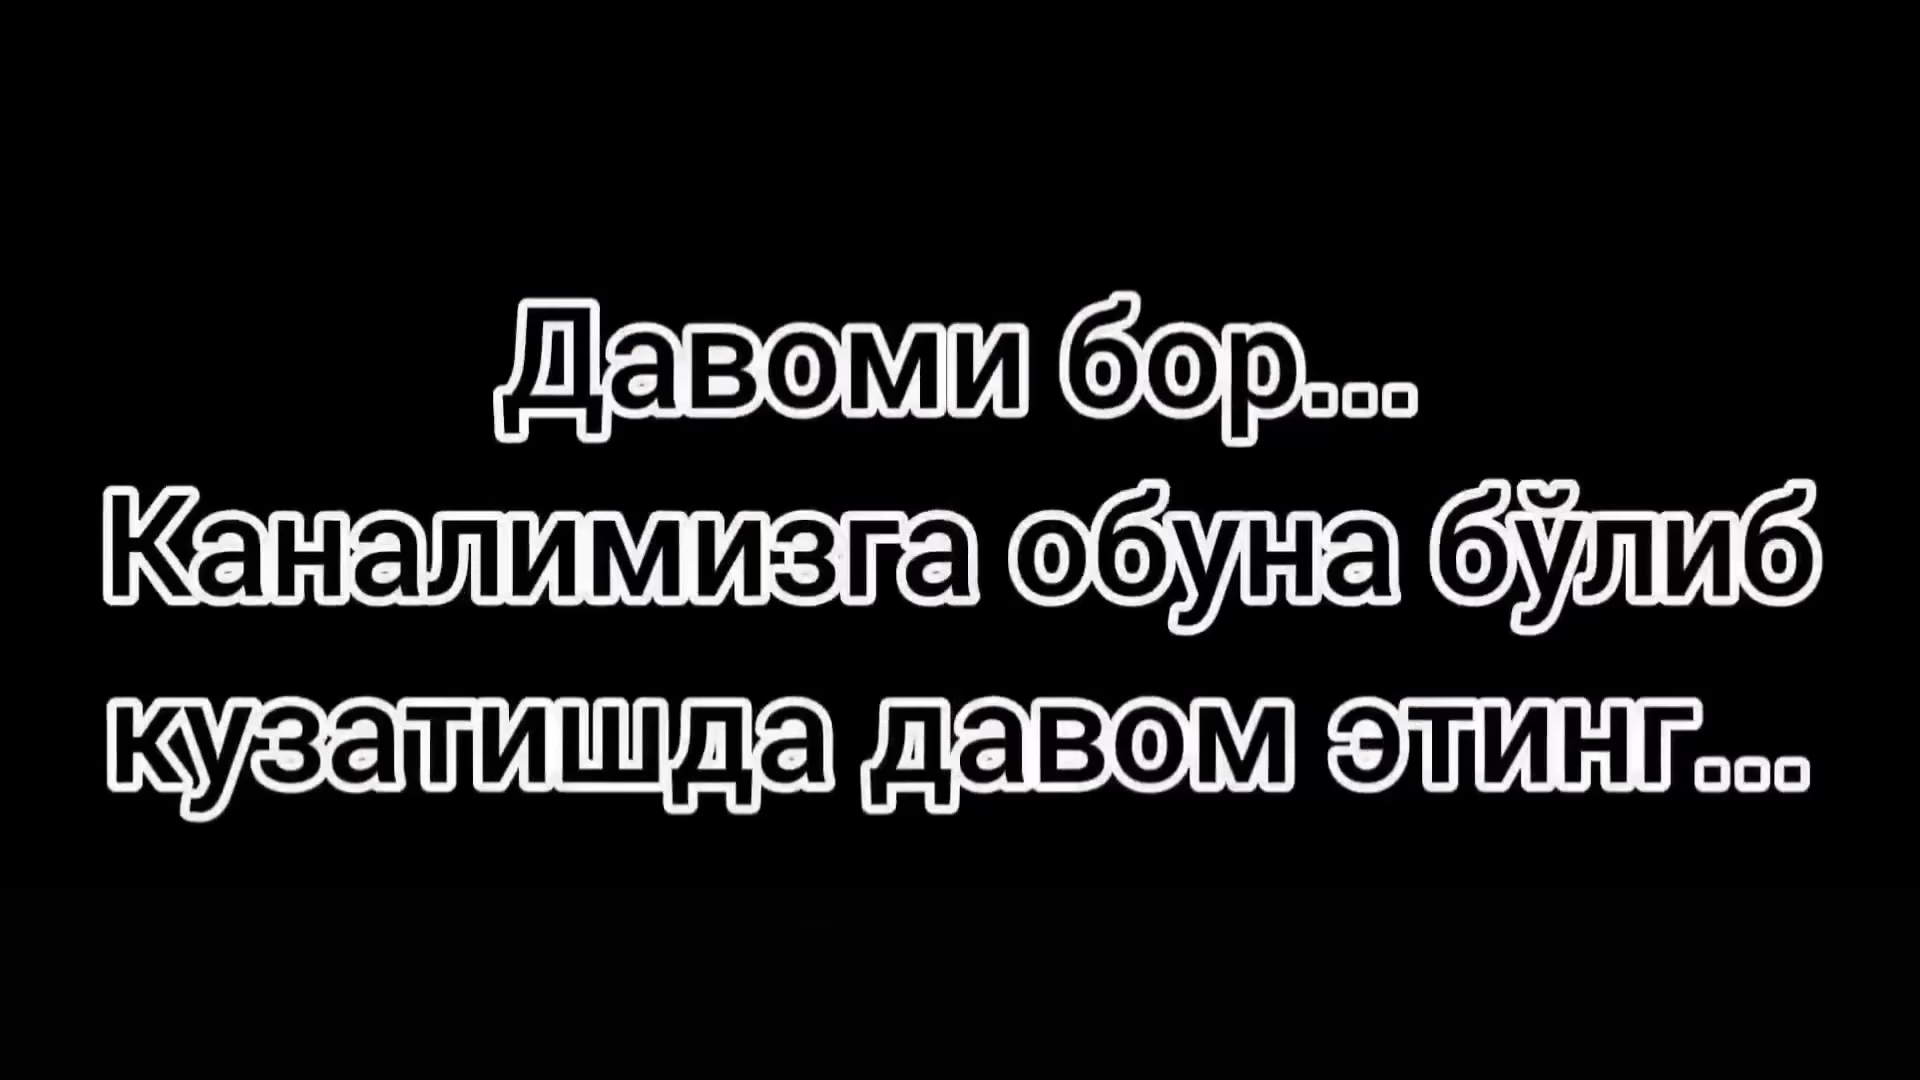 Давоми бор...
Каналимизга обуна бўлиб
кузатишда давом этинг...